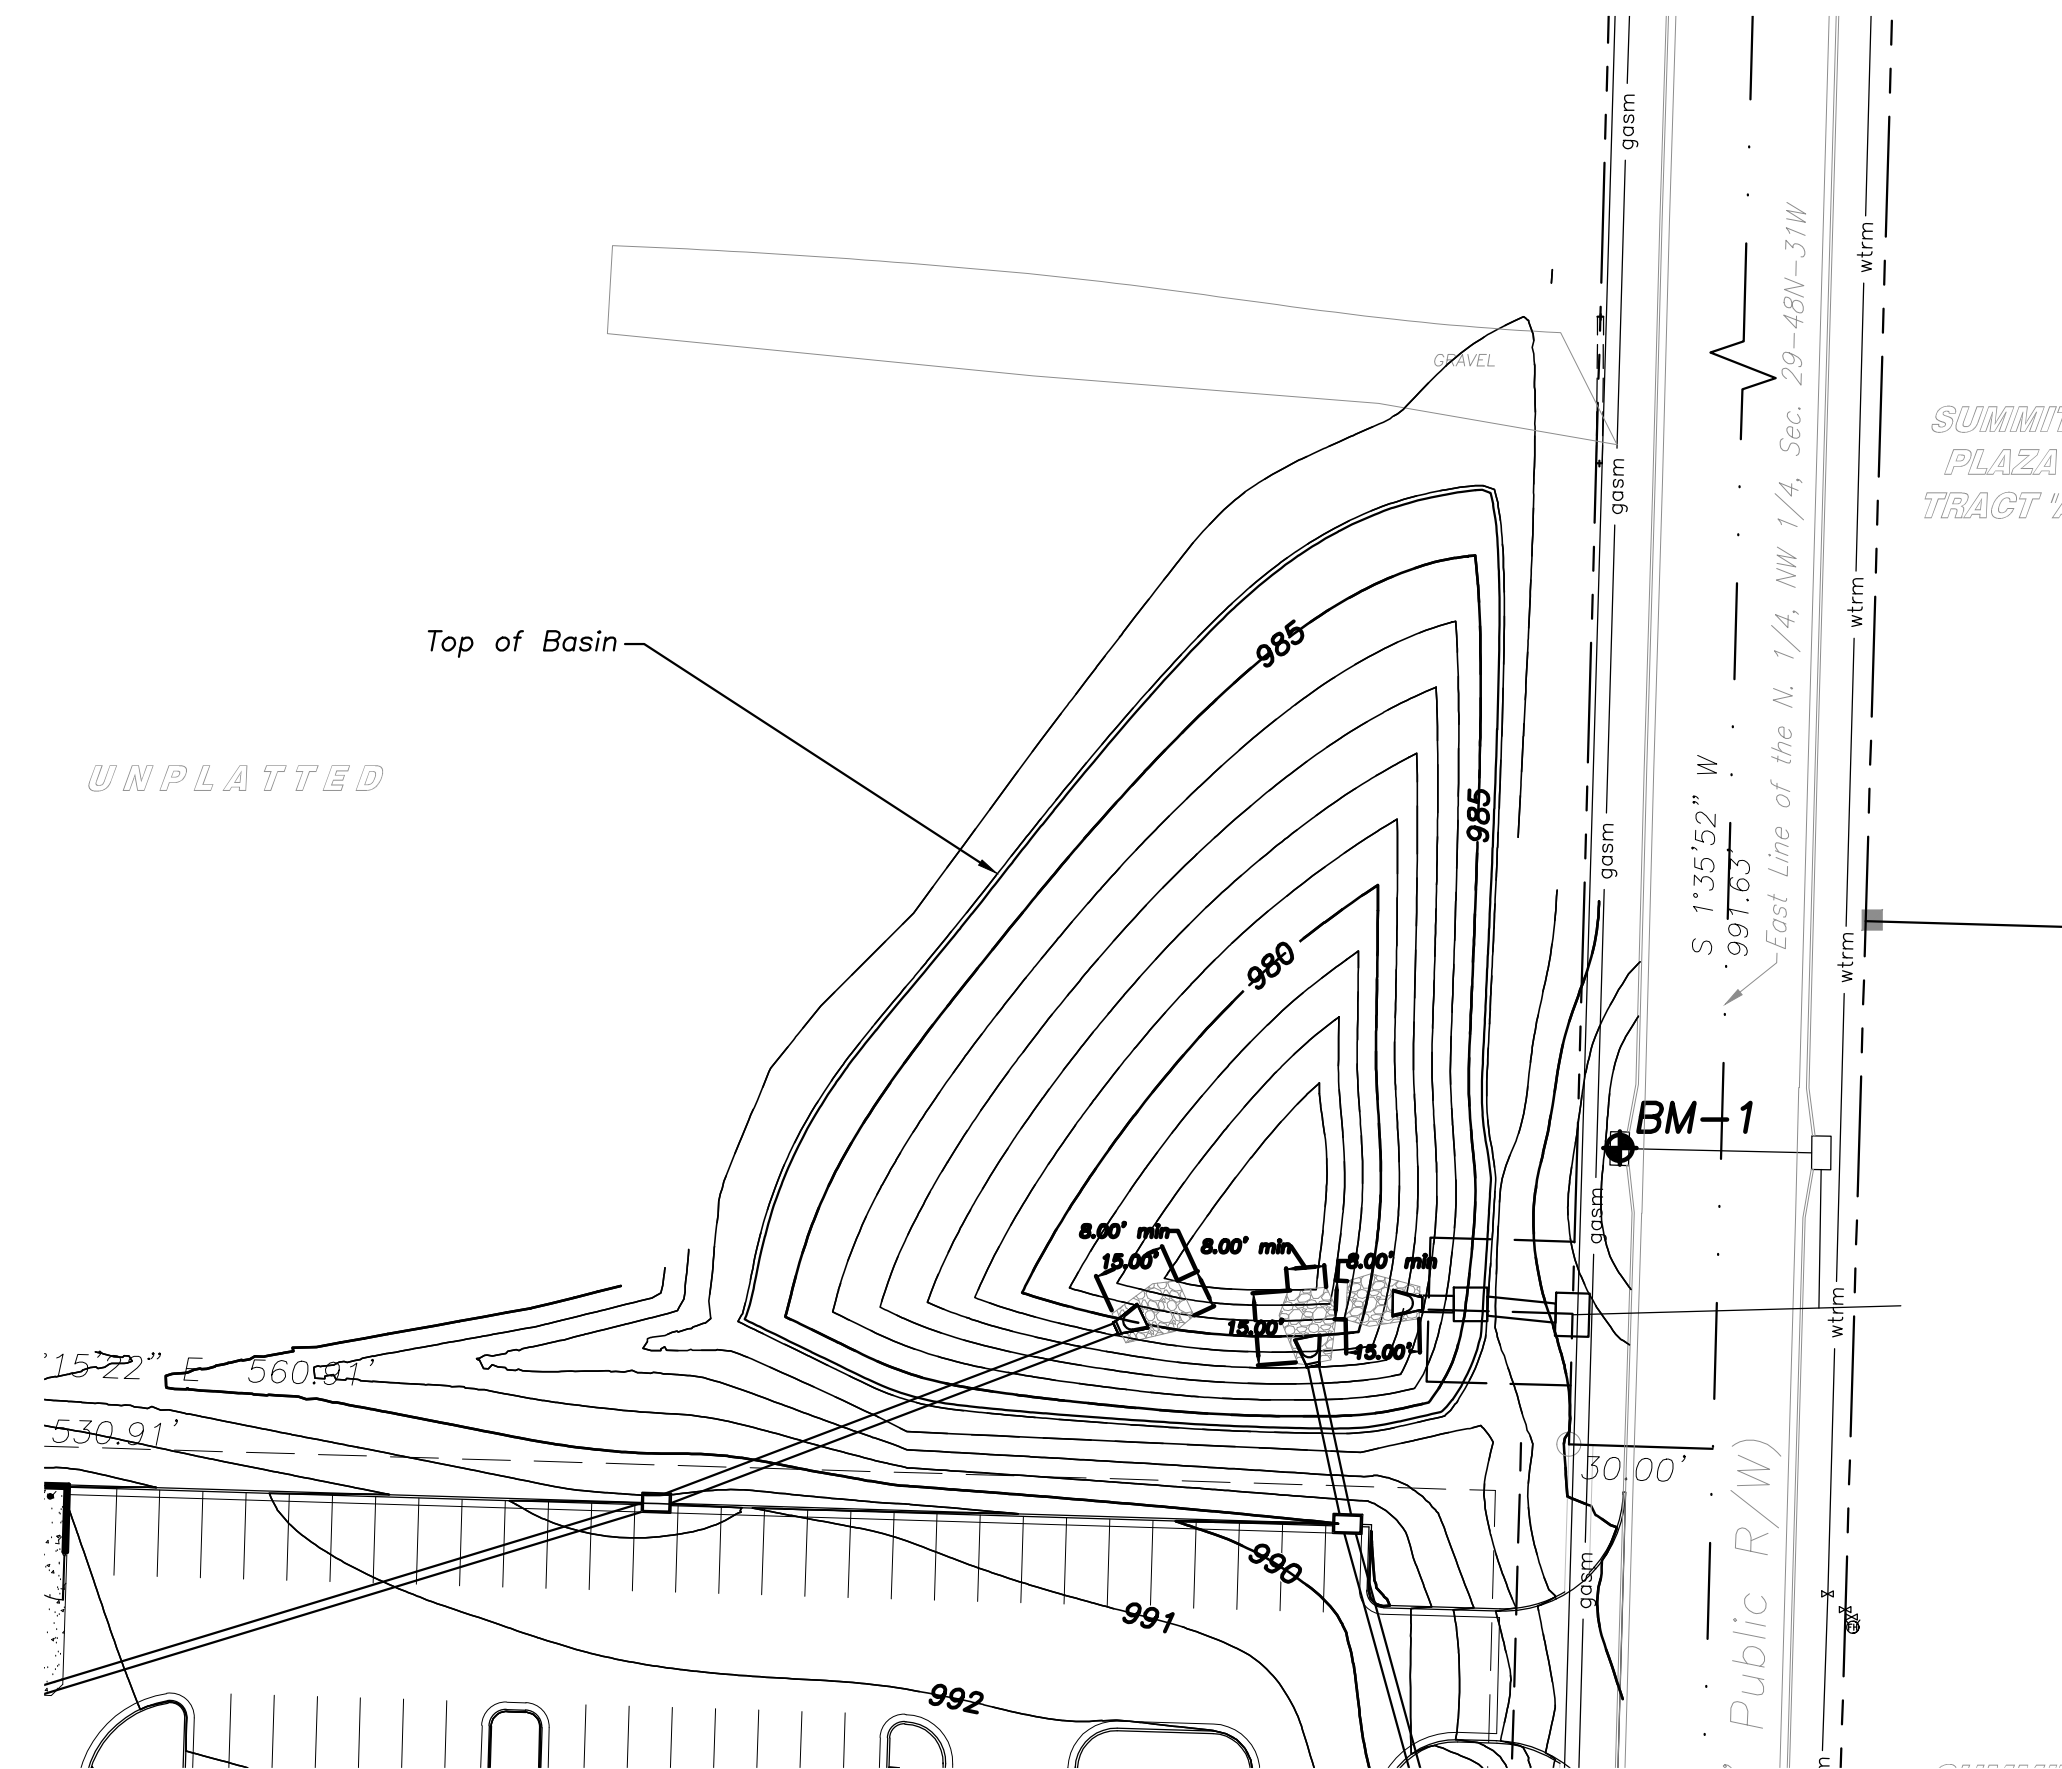 gasm
wtrm
East Line of the N. 1/4, NW 1/4, Sec. 29-48N-31W
GRAVEL
SUMMIT
PLAZA
TRACT "A
gasm
wtrm
985
Top of Basin
UNPLATTED
985
S 1°35'52" W
991.63'
gasm
wtrm
980
BM-1
gasm
8.00' min
8.00' min
8.00' min
15.00'
15.00'
15.00'
wtrm
'15'22" E 560.91'
530.91'
30.00'
Public R/W)
990
gasm
991
992